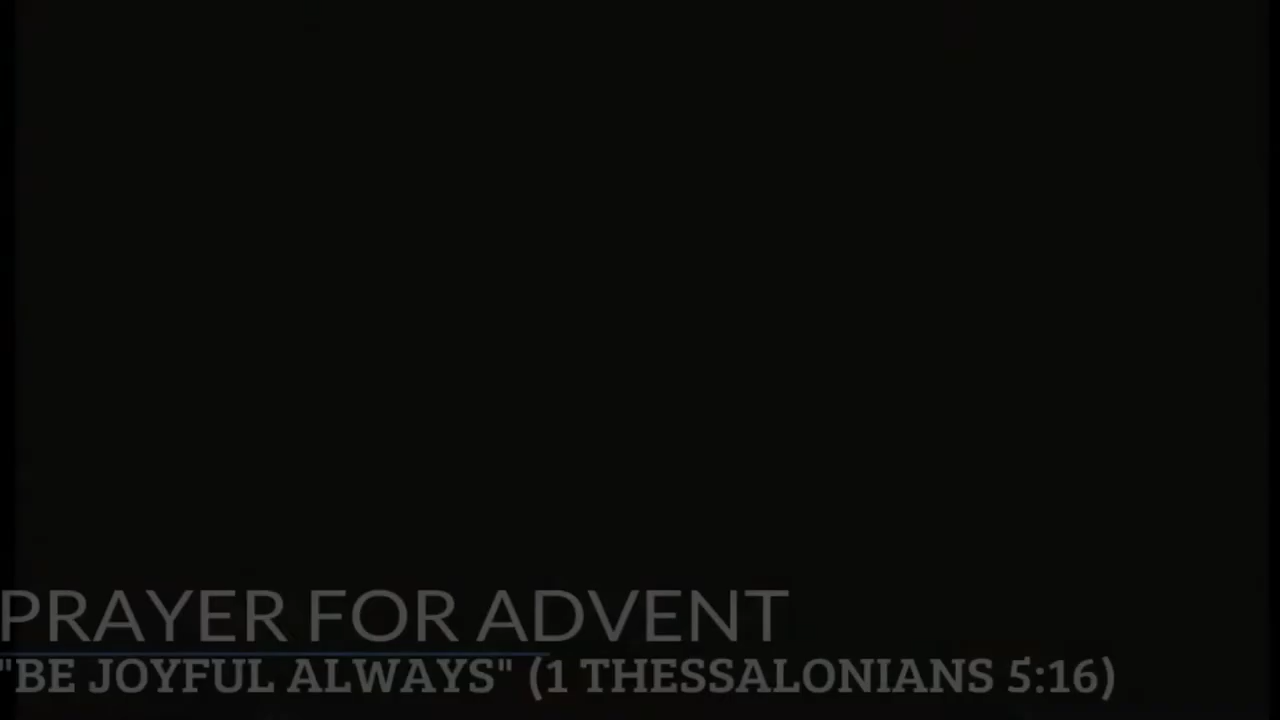 PRAYER FOR ADVENT
"BE JOYFUL ALWAYS" (1 THESSALONIANS 5:16)